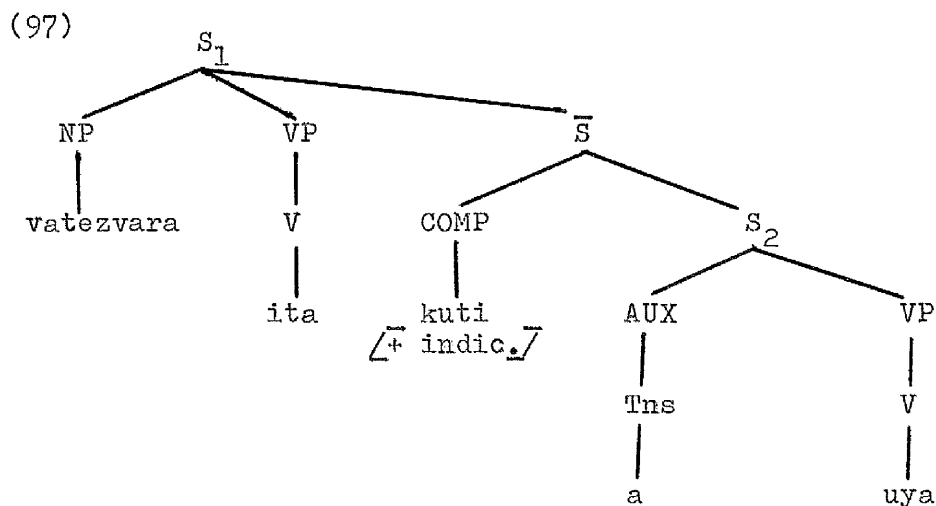 (97)
S₁
NP VP S̅
vatezvara V COMP S₂
ita kuti AUX VP
[+ indic.]
Tns V
a uya